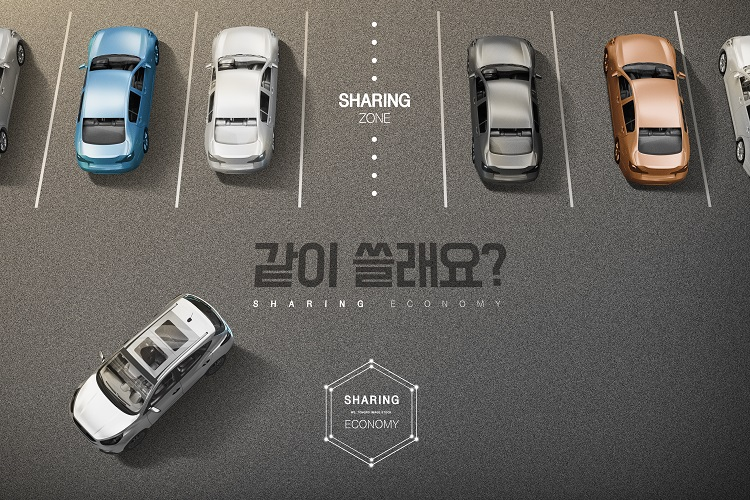 SHARING
ZONE
같이 쓸래요?
SHARING ECONOMY
SHARING
ECONOMY